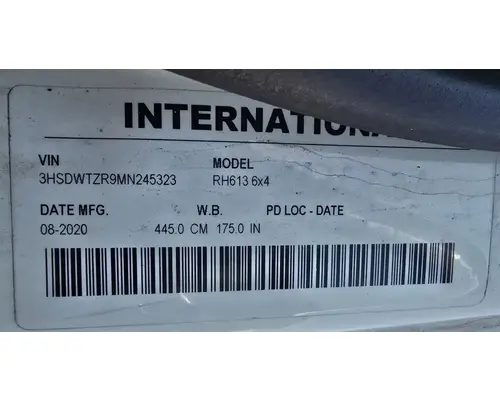 INTERNATIONA
VIN MODEL
3HSDWTZR9MN245323 RH613 6x4
DATE MFG. W.B. PD LOC - DATE
08-2020 445.0 CM 175.0 IN